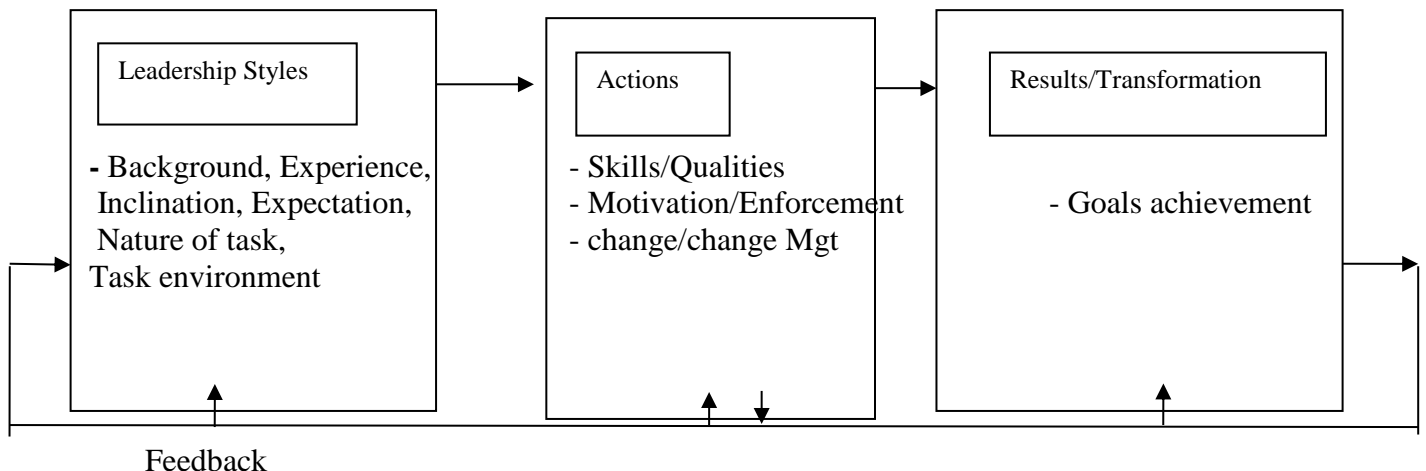 Leadership Styles
- Background, Experience,
Inclination, Expectation,
Nature of task,
Task environment
Actions
- Skills/Qualities
- Motivation/Enforcement
- change/change Mgt
Results/Transformation
- Goals achievement
Feedback